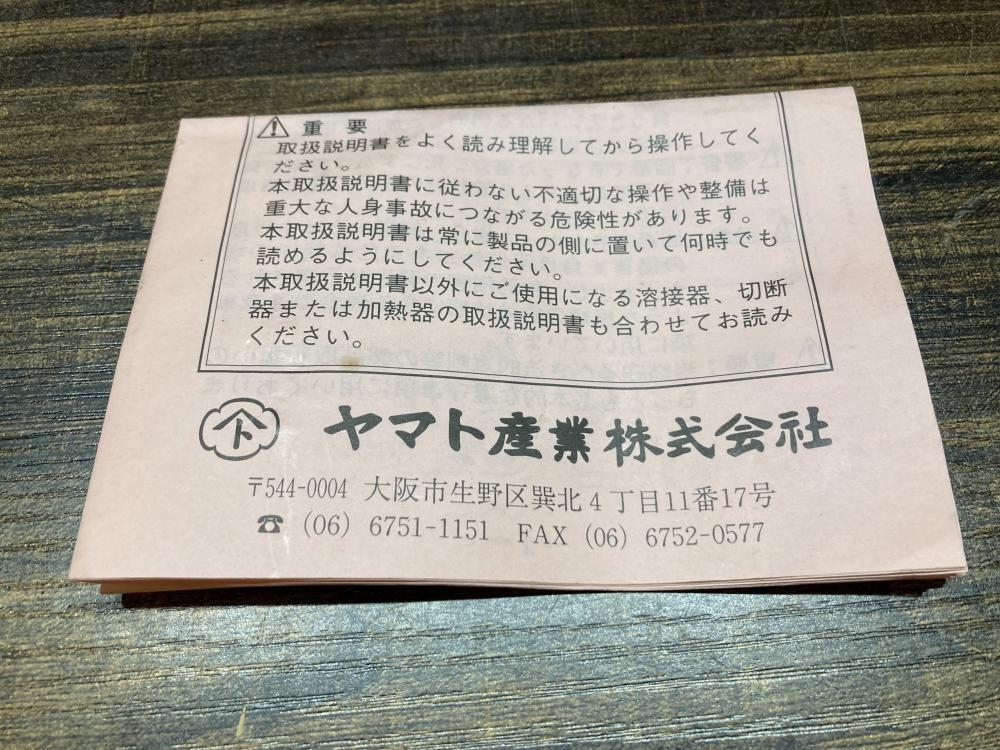 ⚠ 重 要
取扱説明書をよく読み理解してから操作してく
ださい。
本取扱説明書に従わない不適切な操作や整備は
重大な人身事故につながる危険性があります。
本取扱説明書は常に製品の側に置いて何時でも
読めるようにしてください。
本取扱説明書以外にご使用になる溶接器、切断
器または加熱器の取扱説明書も合わせてお読み
ください。
ヤマト産業株式会社
〒544-0004 大阪市生野区巽北4丁目11番17号
☎ (06) 6751-1151 FAX (06) 6752-0577